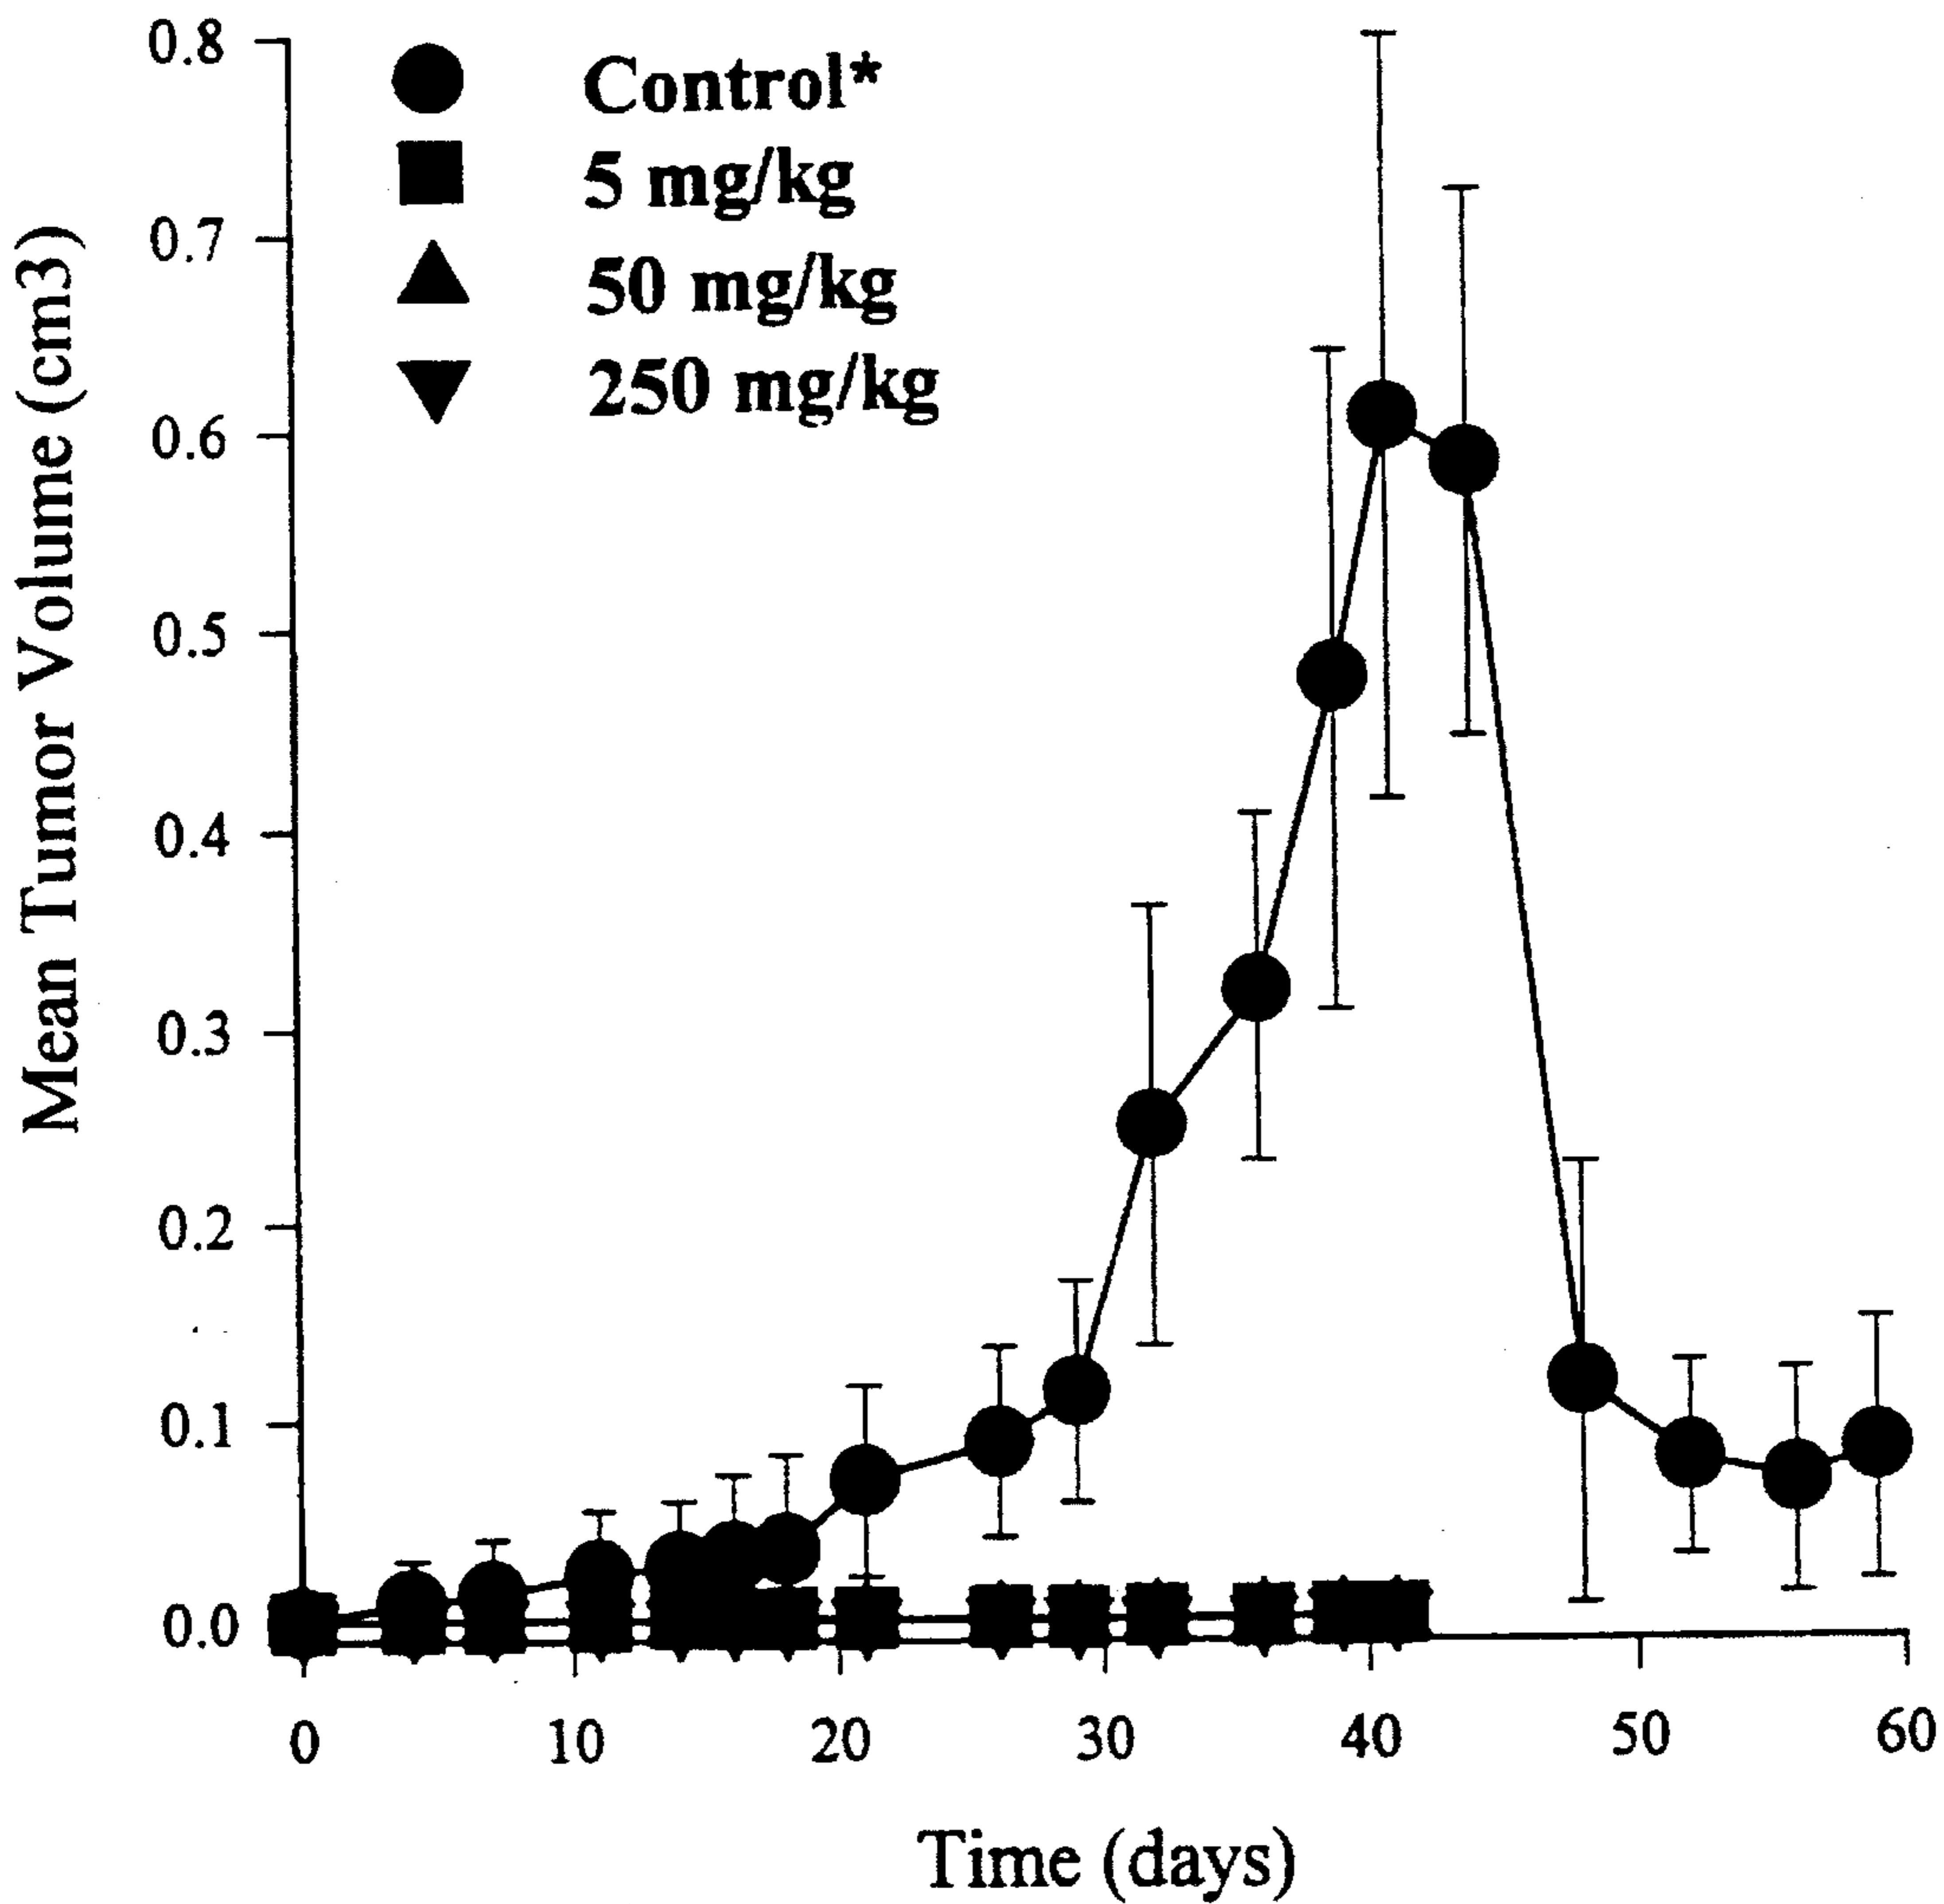 Control*
5 mg/kg
50 mg/kg
250 mg/kg
Mean Tumor Volume (cm3)
0.8
0.7
0.6
0.5
0.4
0.3
0.2
0.1
0.0
0 10 20 30 40 50 60
Time (days)